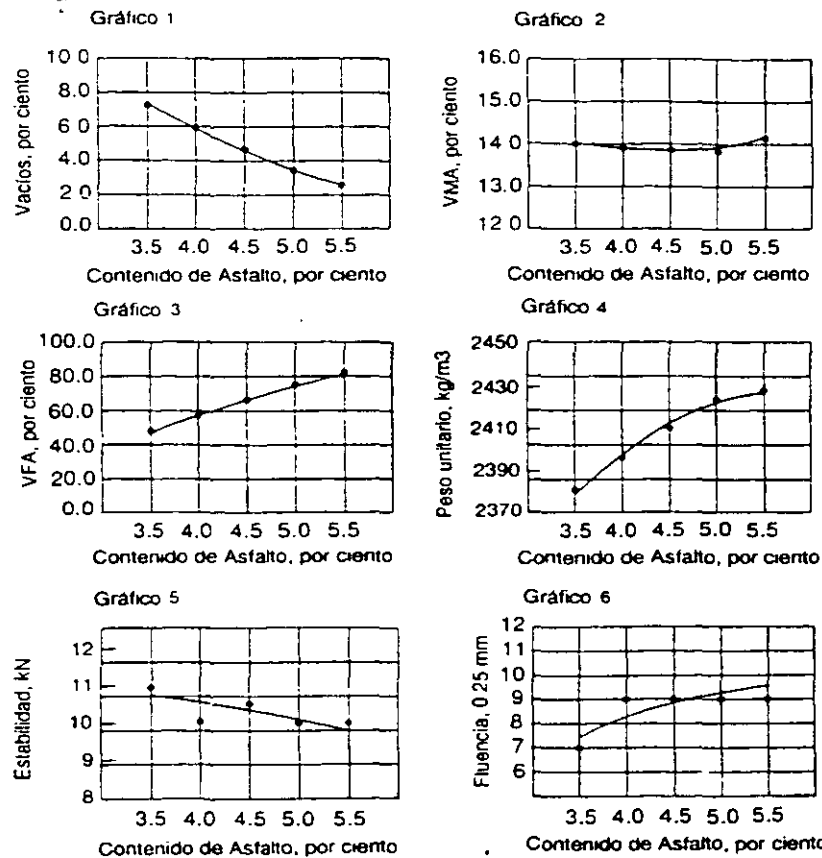 Gráfico 1
Vacíos, por ciento
10 0
8.0
6 0
4.0
2 0
0.0
3.5 4.0 4.5 5.0 5.5
Contenido de Asfalto, por ciento
Gráfico 2
VMA, por ciento
16.0
15.0
14 0
13.0
12 0
3.5 4.0 4.5 5.0 5.5
Contenido de Asfalto, por ciento
Gráfico 3
VFA, por ciento
100.0
80.0
60.0
40.0
20.0
0.0
3.5 4.0 4.5 5.0 5.5
Contenido de Asfalto, por ciento
Gráfico 4
Peso unitario, kg/m3
2450
2430
2410
2390
2370
3.5 4.0 4.5 5.0 5.5
Contenido de Asfalto, por ciento
Gráfico 5
Estabilidad, kN
12
11
10
9
8
3.5 4.0 4.5 5.0 5.5
Contenido de Asfalto, por ciento
Gráfico 6
Fluencia, 0 25 mm
12
11
10
9
8
7
6
3.5 4.0 4.5 5.0 5.5
Contenido de Asfalto, por ciento